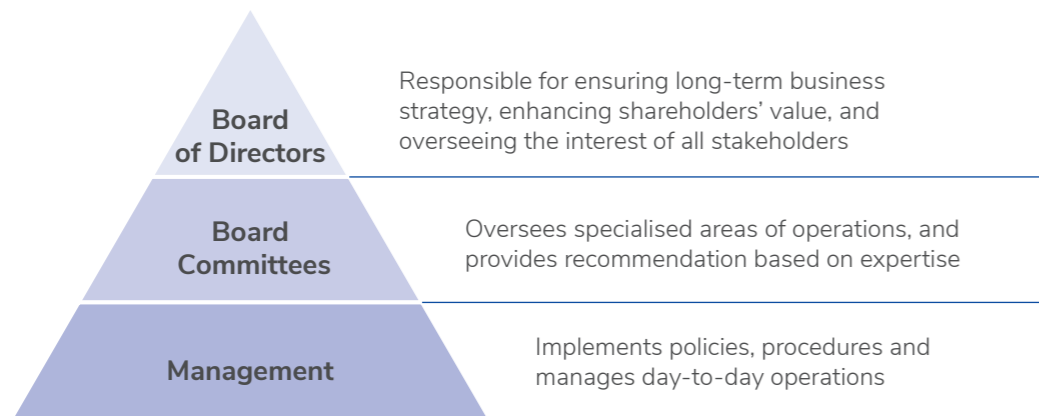 Board
of Directors
Responsible for ensuring long-term business
strategy, enhancing shareholders’ value, and
overseeing the interest of all stakeholders
Board
Committees
Oversees specialised areas of operations, and
provides recommendation based on expertise
Management
Implements policies, procedures and
manages day-to-day operations